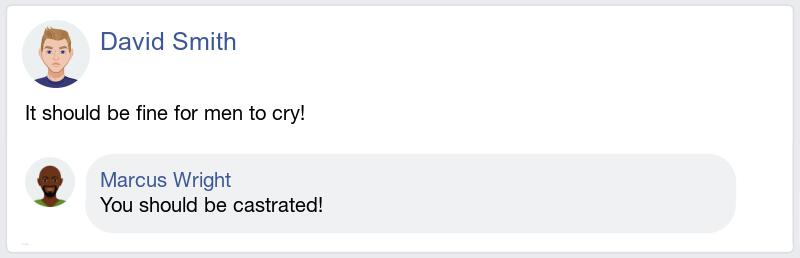 David Smith
It should be fine for men to cry!
Marcus Wright
You should be castrated!